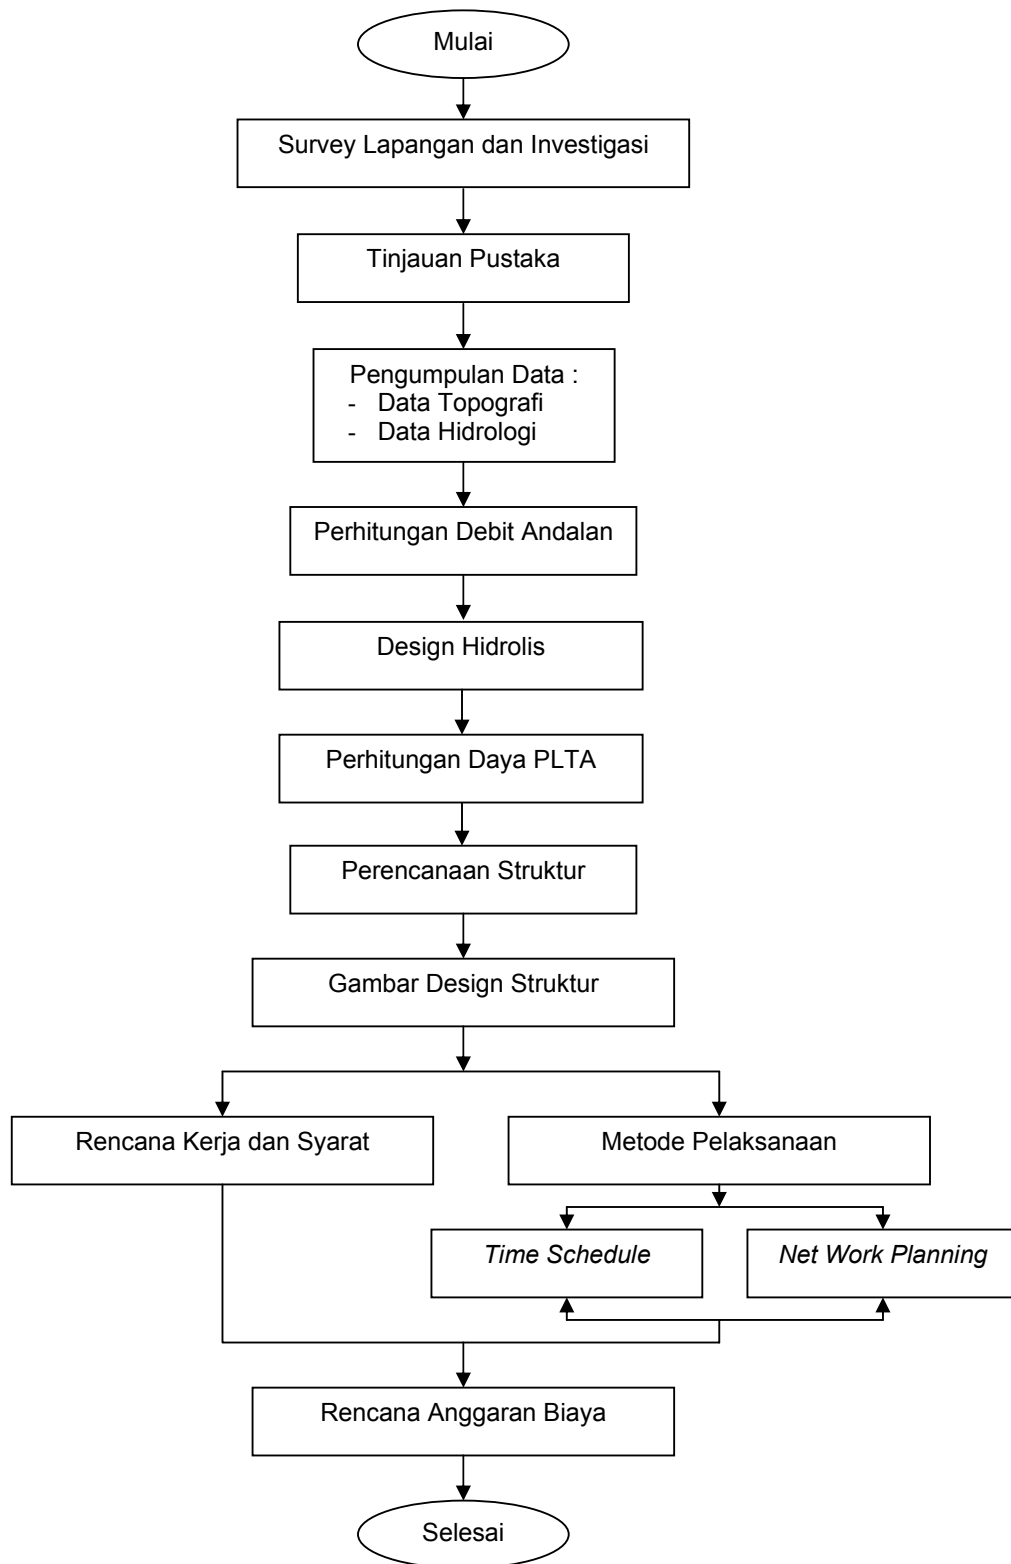 Mulai
Survey Lapangan dan Investigasi
Tinjauan Pustaka
Pengumpulan Data :
- Data Topografi
- Data Hidrologi
Perhitungan Debit Andalan
Design Hidrolis
Perhitungan Daya PLTA
Perencanaan Struktur
Gambar Design Struktur
Rencana Kerja dan Syarat
Metode Pelaksanaan
Time Schedule
Net Work Planning
Rencana Anggaran Biaya
Selesai